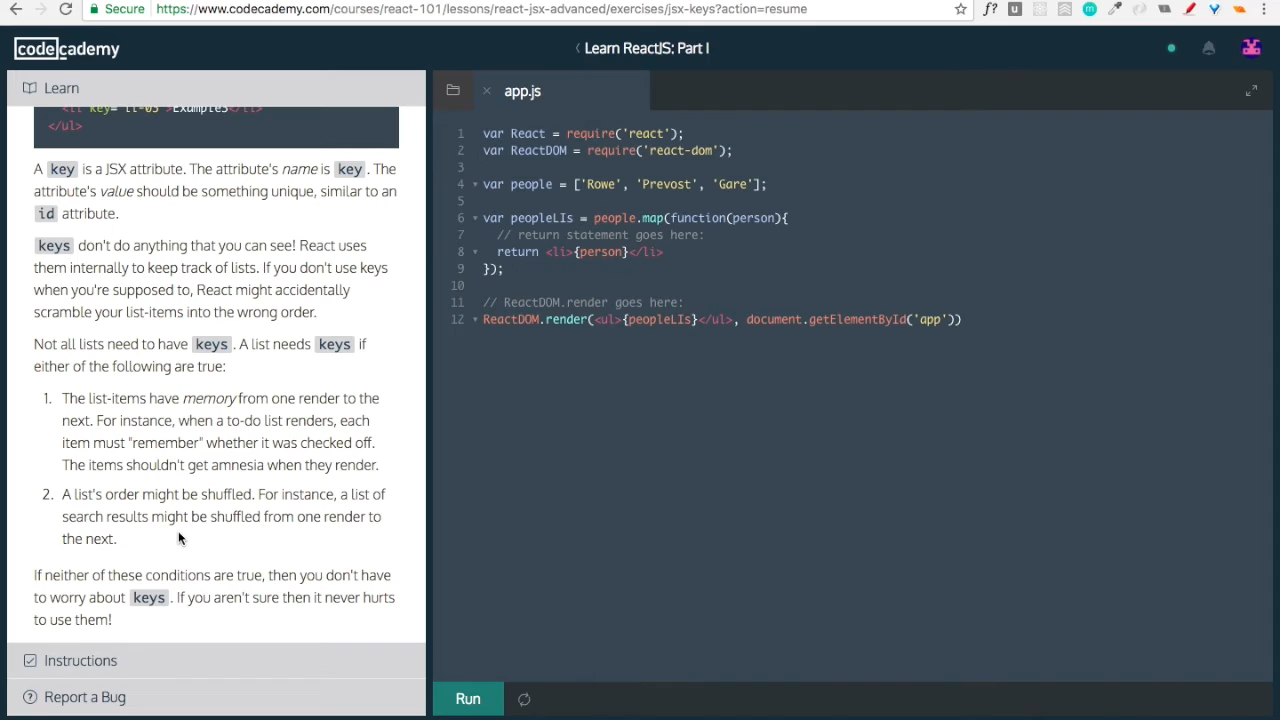 Secure https://www.codecademy.com/courses/react-101/lessons/react-jsx-advanced/exercises/jsx-keys?action=resume
codecademy
Learn ReactJS: Part I
Learn
<li key="li-03">Example3</li>
</ul>
A key is a JSX attribute. The attribute's name is key. The
attribute's value should be something unique, similar to an
id attribute.
keys don't do anything that you can see! React uses
them internally to keep track of lists. If you don't use keys
when you're supposed to, React might accidentally
scramble your list-items into the wrong order.
Not all lists need to have keys. A list needs keys if
either of the following are true:
1. The list-items have memory from one render to the
next. For instance, when a to-do list renders, each
item must "remember" whether it was checked off.
The items shouldn't get amnesia when they render.
2. A list's order might be shuffled. For instance, a list of
search results might be shuffled from one render to
the next.
If neither of these conditions are true, then you don't have
to worry about keys. If you aren't sure then it never hurts
to use them!
Instructions
Report a Bug
app.js
1 var React = require('react');
2 var ReactDOM = require('react-dom');
3
4 var people = ['Rowe', 'Prevost', 'Gare'];
5
6 var peopleLIs = people.map(function(person){
7 // return statement goes here:
8 return <li>{person}</li>
9 });
10
11 // ReactDOM.render goes here:
12 ReactDOM.render(<ul>{peopleLIs}</ul>, document.getElementById('app'))
Run